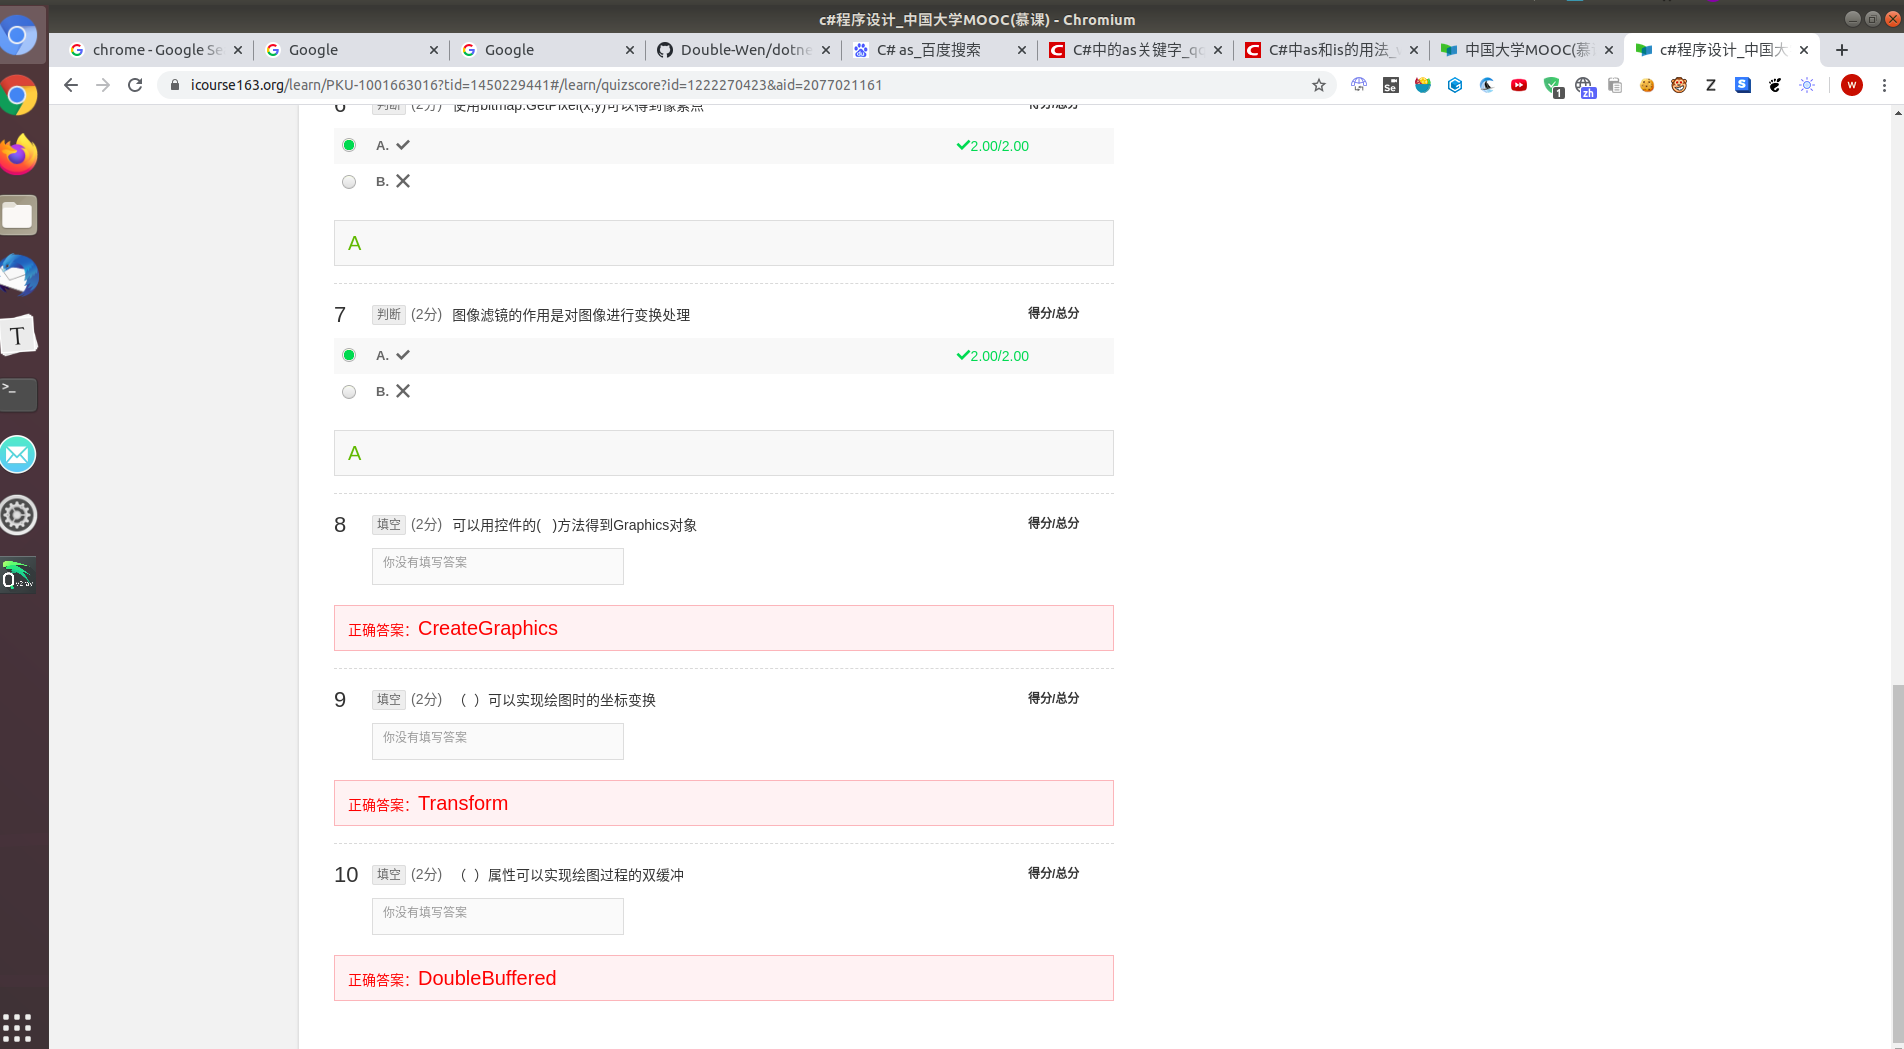 c#程序设计_中国大学MOOC(慕课) - Chromium
chrome - Google Se
Google
Google
Double-Wen/dotne
C# as_百度搜索
C#中的as关键字_qq
C#中as和is的用法_
中国大学MOOC(慕
c#程序设计_中国大
icourse163.org/learn/PKU-1001663016?tid=1450229441#/learn/quizscore?id=1222270423&aid=2077021161
6 判断 (2分) 使用bitmap.GetPixel(x,y)可以得到像素点 得分/总分
A. 2.00/2.00
B.
A
7 判断 (2分) 图像滤镜的作用是对图像进行变换处理 得分/总分
A. 2.00/2.00
B.
A
8 填空 (2分) 可以用控件的( )方法得到Graphics对象 得分/总分
你没有填写答案
正确答案：CreateGraphics
9 填空 (2分) （ ）可以实现绘图时的坐标变换 得分/总分
你没有填写答案
正确答案：Transform
10 填空 (2分) （ ）属性可以实现绘图过程的双缓冲 得分/总分
你没有填写答案
正确答案：DoubleBuffered